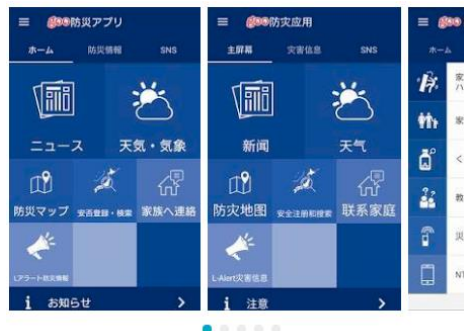 goo防災アプリ
ホーム 防災情報 SNS
ニュース 天気・気象
防災マップ 安否登録・検索 家族へ連絡
Lアラート防災情報
お知らせ
goo防灾应用
主屏幕 灾害信息 SNS
新闻 天气
防灾地图 安全注册和搜索 联系家庭
L-Alert灾害信息
注意
goo
ホーム